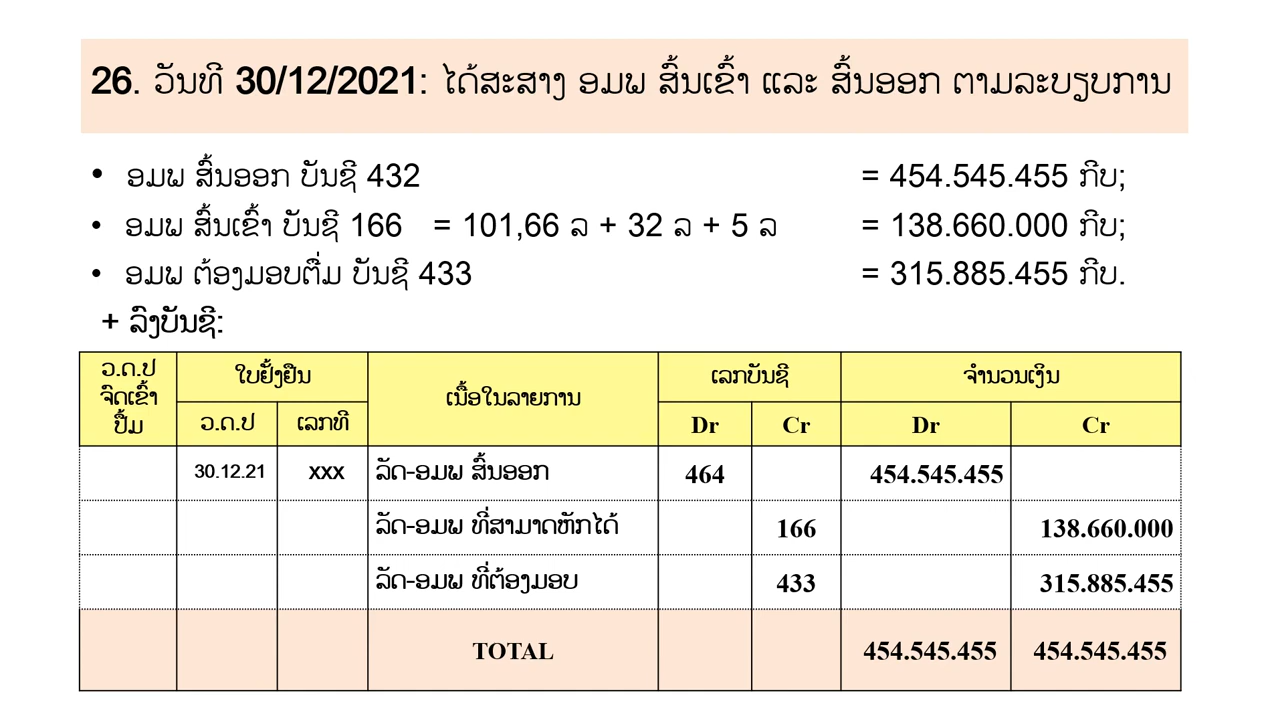 26. ວັນທີ 30/12/2021: ໄດ້ສະສາງ ອມພ ສົ້ນເຂົ້າ ແລະ ສົ້ນອອກ ຕາມລະບຽບການ
• ອມພ ສົ້ນອອກ ບັນຊີ 432 = 454.545.455 ກີບ;
• ອມພ ສົ້ນເຂົ້າ ບັນຊີ 166 = 101,66 ລ + 32 ລ + 5 ລ = 138.660.000 ກີບ;
• ອມພ ຕ້ອງມອບຕື່ມ ບັນຊີ 433 = 315.885.455 ກີບ.
+ ລົງບັນຊີ:
ວ.ດ.ປ ຈົດເຂົ້າ ປຶ້ມ ໃບຢັ້ງຢືນ ເນື້ອໃນລາຍການ ເລກບັນຊີ ຈຳນວນເງິນ
ວ.ດ.ປ ເລກທີ Dr Cr Dr Cr
30.12.21 xxx ລັດ-ອມພ ສົ້ນອອກ 464 454.545.455
ລັດ-ອມພ ທີ່ສາມາດຫັກໄດ້ 166 138.660.000
ລັດ-ອມພ ທີ່ຕ້ອງມອບ 433 315.885.455
TOTAL 454.545.455 454.545.455